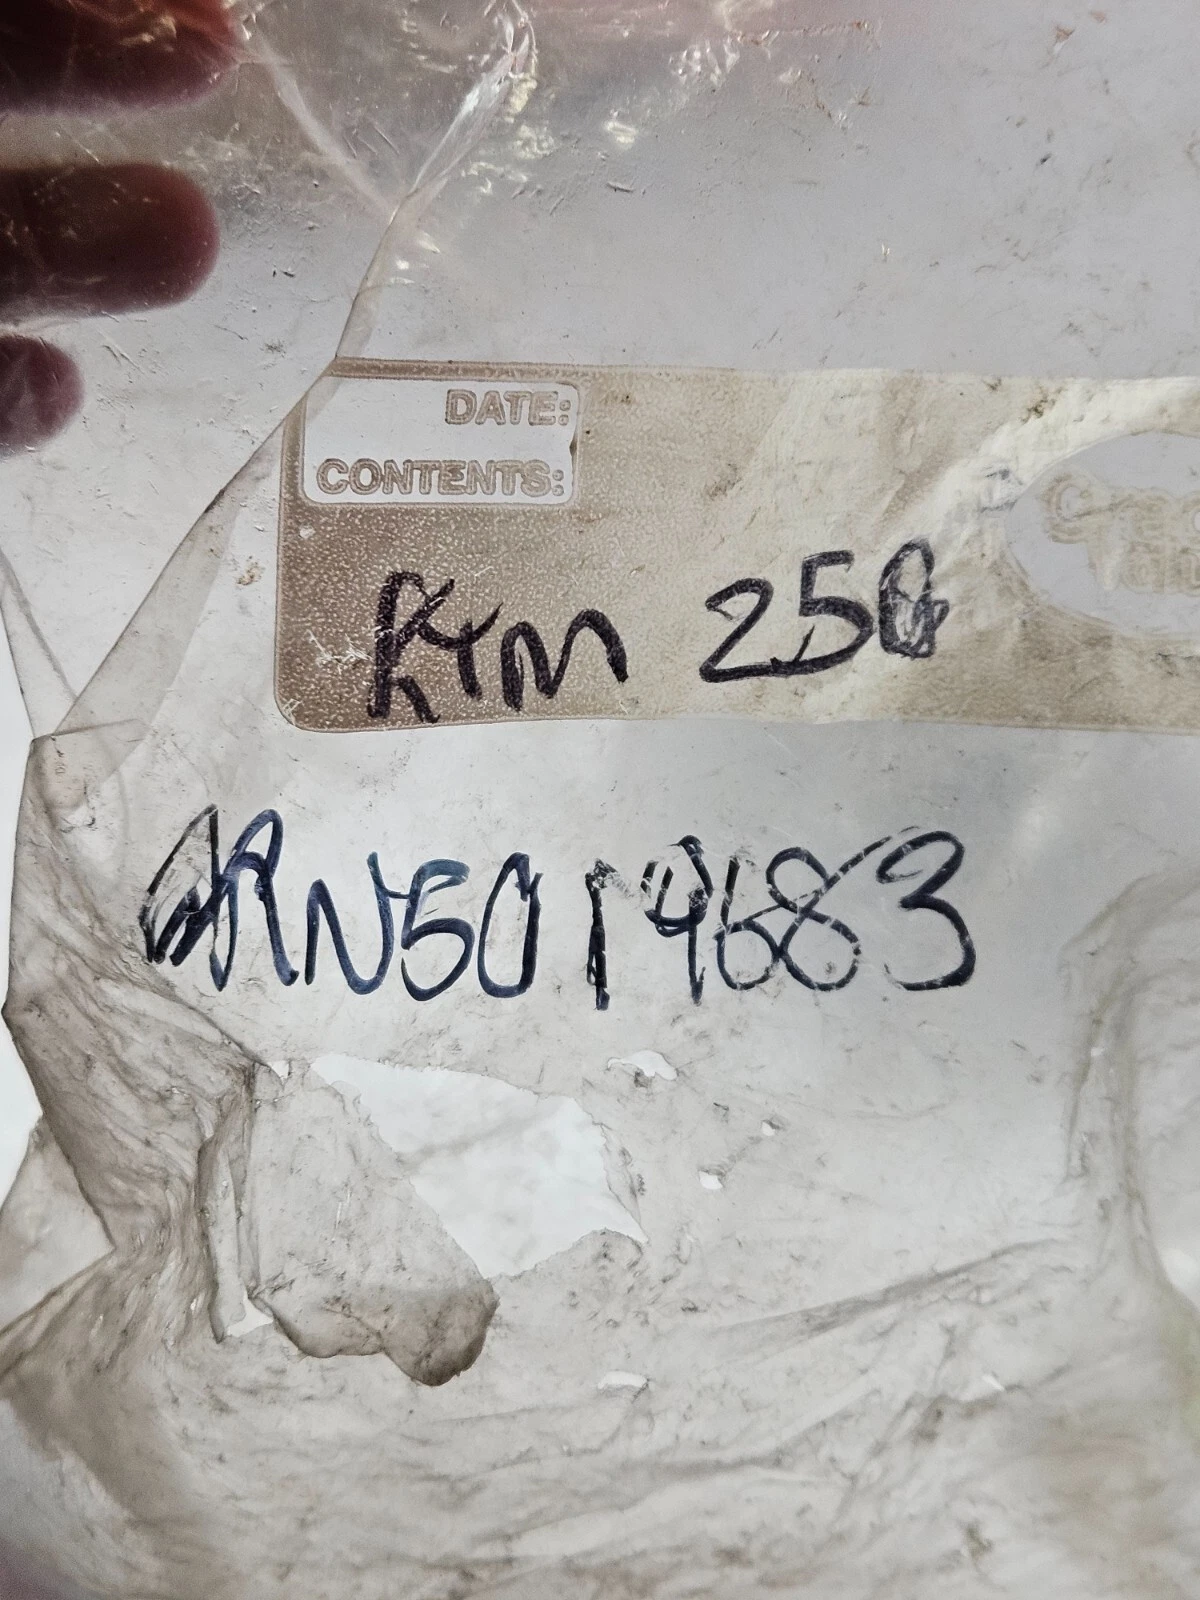 DATE:
CONTENTS:
KTM 250
RN5014683